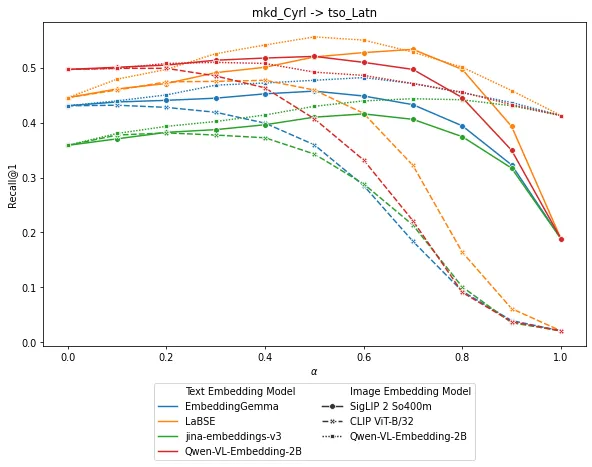 mkd_Cyrl -> tso_Latn
Recall@1
0.5
0.4
0.3
0.2
0.1
0.0
0.0 0.2 0.4 0.6 0.8 1.0
α
Text Embedding Model Image Embedding Model
EmbeddingGemma SigLIP 2 So400m
LaBSE CLIP ViT-B/32
jina-embeddings-v3 Qwen-VL-Embedding-2B
Qwen-VL-Embedding-2B